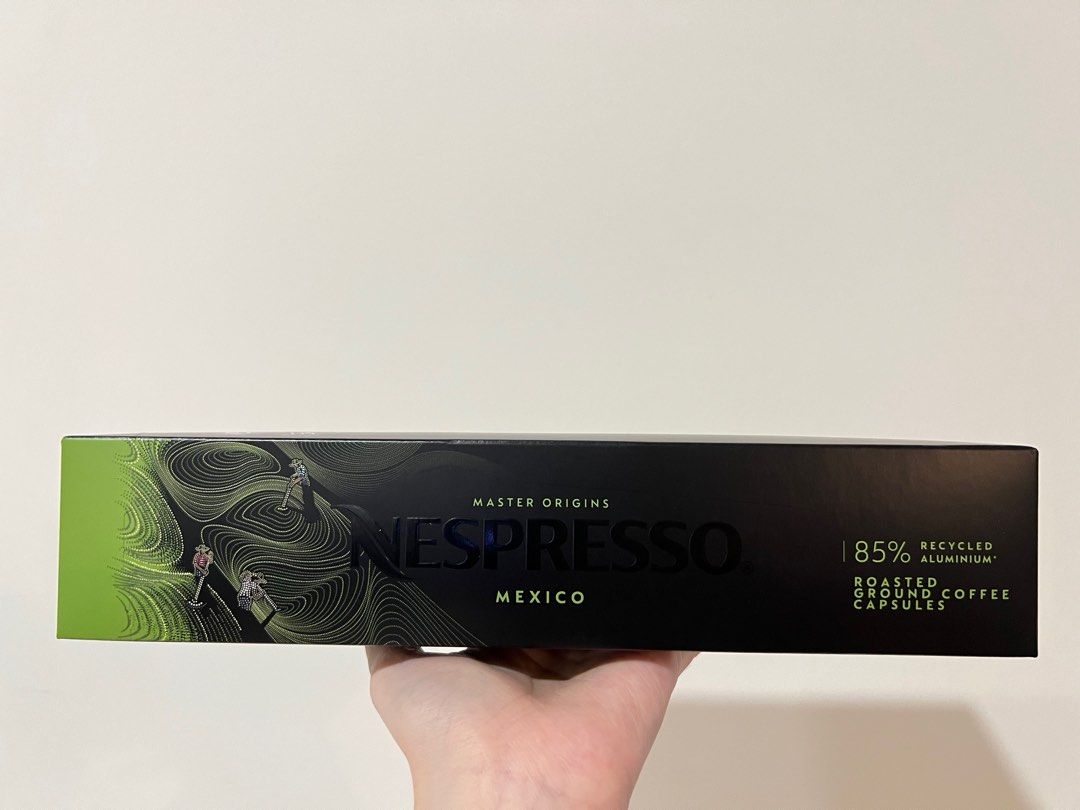 MASTER ORIGINS
NESPRESSO®
MEXICO
85% RECYCLED
ALUMINIUM*
ROASTED
GROUND COFFEE
CAPSULES